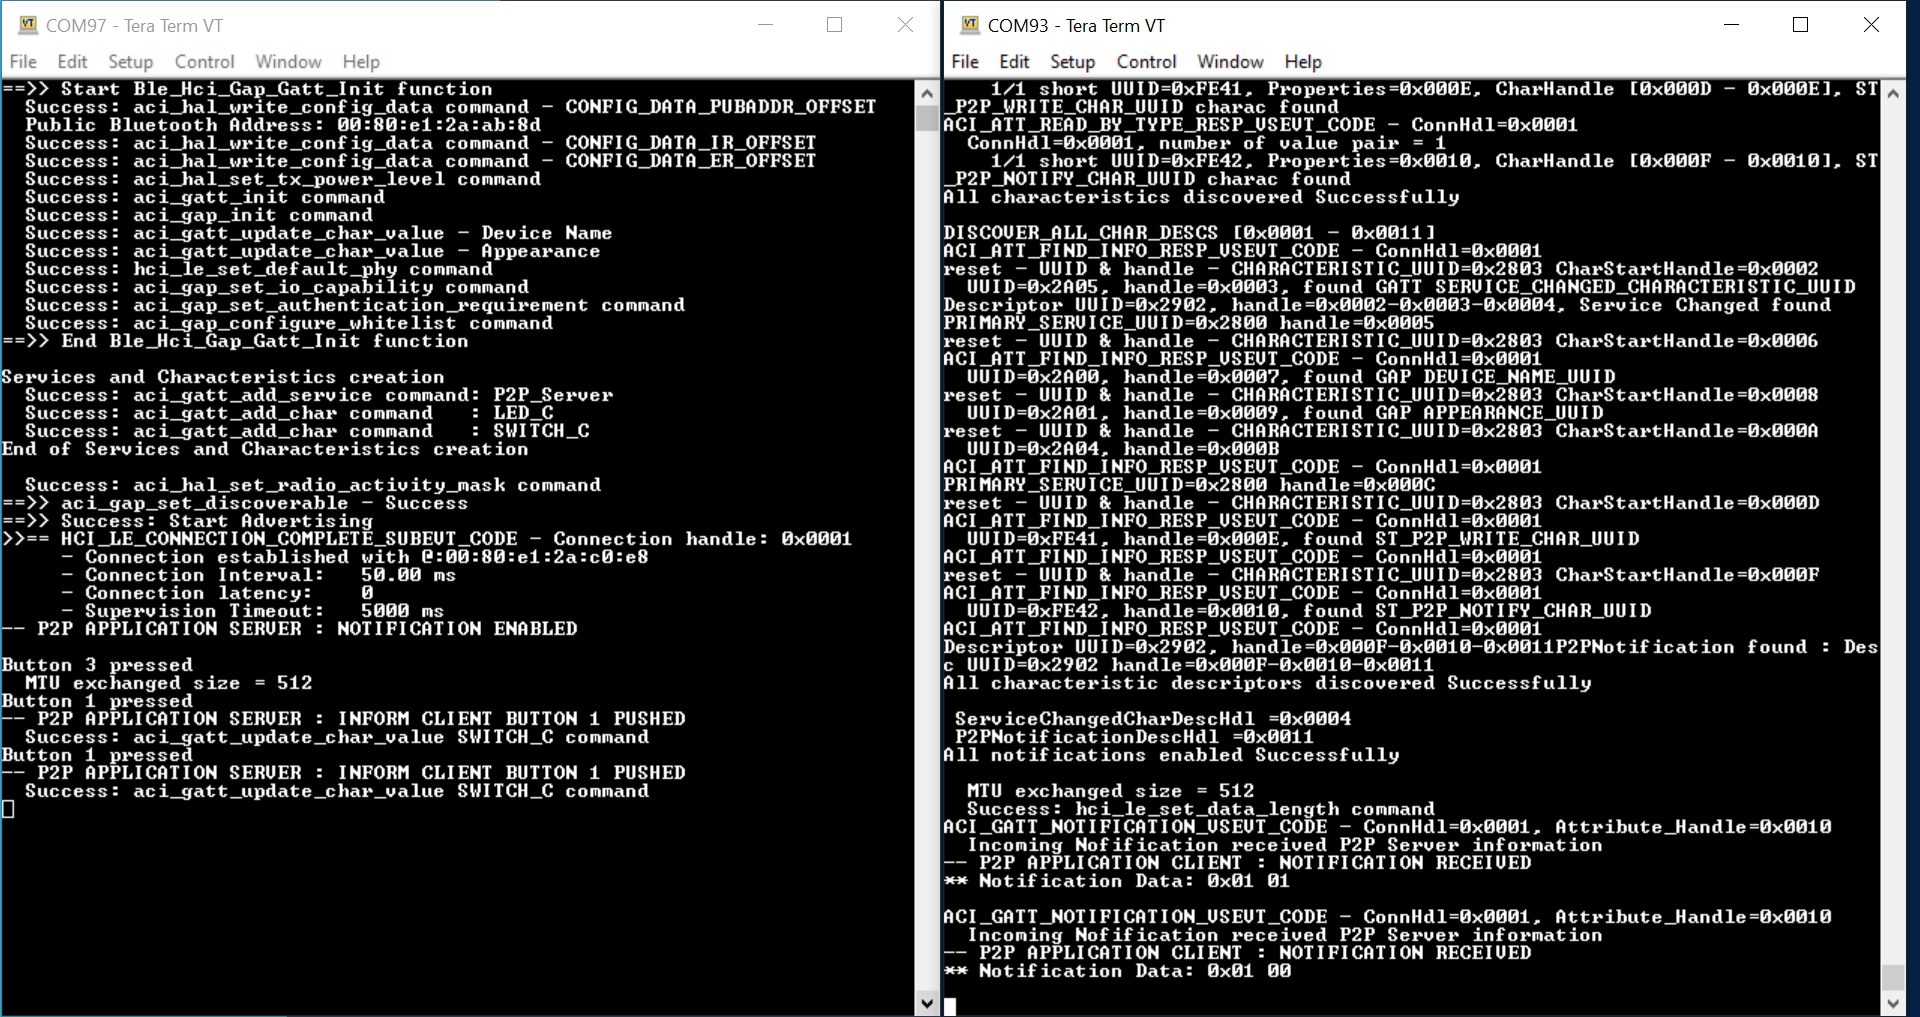 COM97 - Tera Term VT
File Edit Setup Control Window Help
==>> Start Ble_Hci_Gap_Gatt_Init function
Success: aci_hal_write_config_data command - CONFIG_DATA_PUBADDR_OFFSET
Public Bluetooth Address: 00:80:e1:2a:ab:8d
Success: aci_hal_write_config_data command - CONFIG_DATA_IR_OFFSET
Success: aci_hal_write_config_data command - CONFIG_DATA_ER_OFFSET
Success: aci_hal_set_tx_power_level command
Success: aci_gatt_init command
Success: aci_gap_init command
Success: aci_gatt_update_char_value - Device Name
Success: aci_gatt_update_char_value - Appearance
Success: hci_le_set_default_phy command
Success: aci_gap_set_io_capability command
Success: aci_gap_set_authentication_requirement command
Success: aci_gap_configure_whitelist command
==>> End Ble_Hci_Gap_Gatt_Init function
Services and Characteristics creation
Success: aci_gatt_add_service command: P2P_Server
Success: aci_gatt_add_char command   : LED_C
Success: aci_gatt_add_char command   : SWITCH_C
End of Services and Characteristics creation
Success: aci_hal_set_radio_activity_mask command
==>> aci_gap_set_discoverable - Success
==>> Success: Start Advertising
>>== HCI_LE_CONNECTION_COMPLETE_SUBEVT_CODE - Connection handle: 0x0001
- Connection established with @:00:80:e1:2a:c0:e8
- Connection Interval:   50.00 ms
- Connection latency:    0
- Supervision Timeout:   5000 ms
-- P2P APPLICATION SERVER : NOTIFICATION ENABLED
Button 3 pressed
MTU exchanged size = 512
Button 1 pressed
-- P2P APPLICATION SERVER : INFORM CLIENT BUTTON 1 PUSHED
Success: aci_gatt_update_char_value SWITCH_C command
Button 1 pressed
-- P2P APPLICATION SERVER : INFORM CLIENT BUTTON 1 PUSHED
Success: aci_gatt_update_char_value SWITCH_C command
COM93 - Tera Term VT
File Edit Setup Control Window Help
1/1 short UUID=0xFE41, Properties=0x000E, CharHandle [0x000D - 0x000E], ST
_P2P_WRITE_CHAR_UUID charac found
ACI_ATT_READ_BY_TYPE_RESP_VSEVT_CODE - ConnHdl=0x0001
ConnHdl=0x0001, number of value pair = 1
1/1 short UUID=0xFE42, Properties=0x0010, CharHandle [0x000F - 0x0010], ST
_P2P_NOTIFY_CHAR_UUID charac found
All characteristics discovered Successfully
DISCOVER_ALL_CHAR_DESCS [0x0001 - 0x0011]
ACI_ATT_FIND_INFO_RESP_VSEVT_CODE - ConnHdl=0x0001
reset - UUID & handle - CHARACTERISTIC_UUID=0x2803 CharStartHandle=0x0002
UUID=0x2A05, handle=0x0003, found GATT SERVICE_CHANGED_CHARACTERISTIC_UUID
Descriptor UUID=0x2902, handle=0x0002-0x0003-0x0004, Service Changed found
PRIMARY_SERVICE_UUID=0x2800 handle=0x0005
reset - UUID & handle - CHARACTERISTIC_UUID=0x2803 CharStartHandle=0x0006
ACI_ATT_FIND_INFO_RESP_VSEVT_CODE - ConnHdl=0x0001
UUID=0x2A00, handle=0x0007, found GAP DEVICE_NAME_UUID
reset - UUID & handle - CHARACTERISTIC_UUID=0x2803 CharStartHandle=0x0008
UUID=0x2A01, handle=0x0009, found GAP APPEARANCE_UUID
reset - UUID & handle - CHARACTERISTIC_UUID=0x2803 CharStartHandle=0x000A
UUID=0x2A04, handle=0x000B
ACI_ATT_FIND_INFO_RESP_VSEVT_CODE - ConnHdl=0x0001
PRIMARY_SERVICE_UUID=0x2800 handle=0x000C
reset - UUID & handle - CHARACTERISTIC_UUID=0x2803 CharStartHandle=0x000D
ACI_ATT_FIND_INFO_RESP_VSEVT_CODE - ConnHdl=0x0001
UUID=0xFE41, handle=0x000E, found ST_P2P_WRITE_CHAR_UUID
ACI_ATT_FIND_INFO_RESP_VSEVT_CODE - ConnHdl=0x0001
reset - UUID & handle - CHARACTERISTIC_UUID=0x2803 CharStartHandle=0x000F
ACI_ATT_FIND_INFO_RESP_VSEVT_CODE - ConnHdl=0x0001
UUID=0xFE42, handle=0x0010, found ST_P2P_NOTIFY_CHAR_UUID
ACI_ATT_FIND_INFO_RESP_VSEVT_CODE - ConnHdl=0x0001
Descriptor UUID=0x2902, handle=0x000F-0x0010-0x0011P2PNotification found : Des
c UUID=0x2902 handle=0x000F-0x0010-0x0011
All characteristic descriptors discovered Successfully
ServiceChangedCharDescHdl =0x0004
P2PNotificationDescHdl =0x0011
All notifications enabled Successfully
MTU exchanged size = 512
Success: hci_le_set_data_length command
ACI_GATT_NOTIFICATION_VSEVT_CODE - ConnHdl=0x0001, Attribute_Handle=0x0010
Incoming Nofification received P2P Server information
-- P2P APPLICATION CLIENT : NOTIFICATION RECEIVED
** Notification Data: 0x01 01
ACI_GATT_NOTIFICATION_VSEVT_CODE - ConnHdl=0x0001, Attribute_Handle=0x0010
Incoming Nofification received P2P Server information
-- P2P APPLICATION CLIENT : NOTIFICATION RECEIVED
** Notification Data: 0x01 00